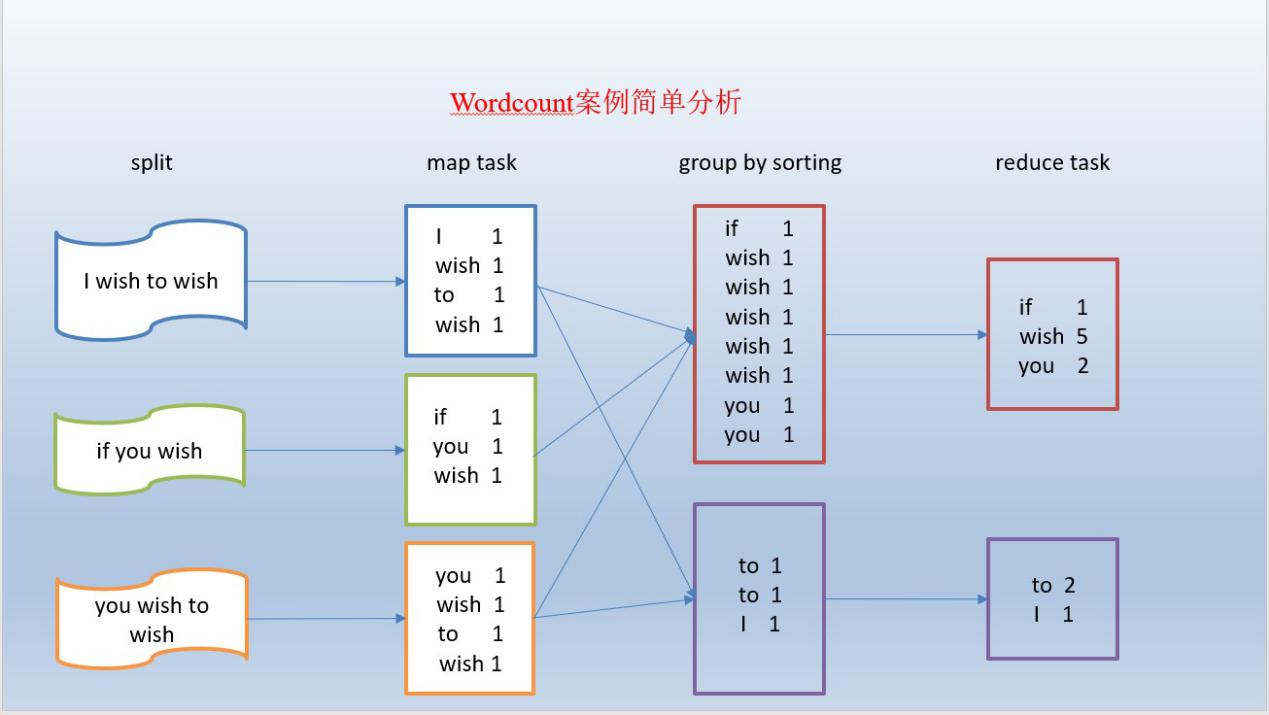 Wordcount案例简单分析
split
map task
group by sorting
reduce task
I wish to wish
I 1
wish 1
to 1
wish 1
if 1
wish 1
wish 1
wish 1
wish 1
wish 1
you 1
you 1
if 1
wish 5
you 2
if you wish
if 1
you 1
wish 1
you wish to
wish
you 1
wish 1
to 1
wish 1
to 1
to 1
I 1
to 2
I 1